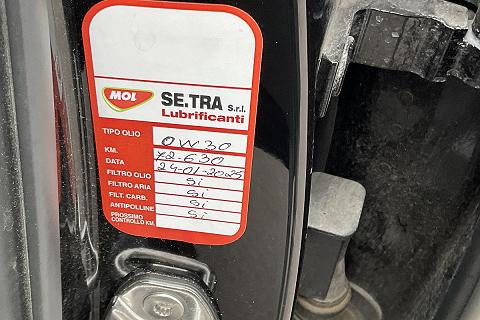 MOL SE.TRA s.r.l.
Lubrificanti
TIPO OLIO 0W30
KM. 72.630
DATA 24-01-2025
FILTRO OLIO si
FILTRO ARIA si
FILT. CARB. si
ANTIPOLLINE si
PROSSIMO
CONTROLLO KM.